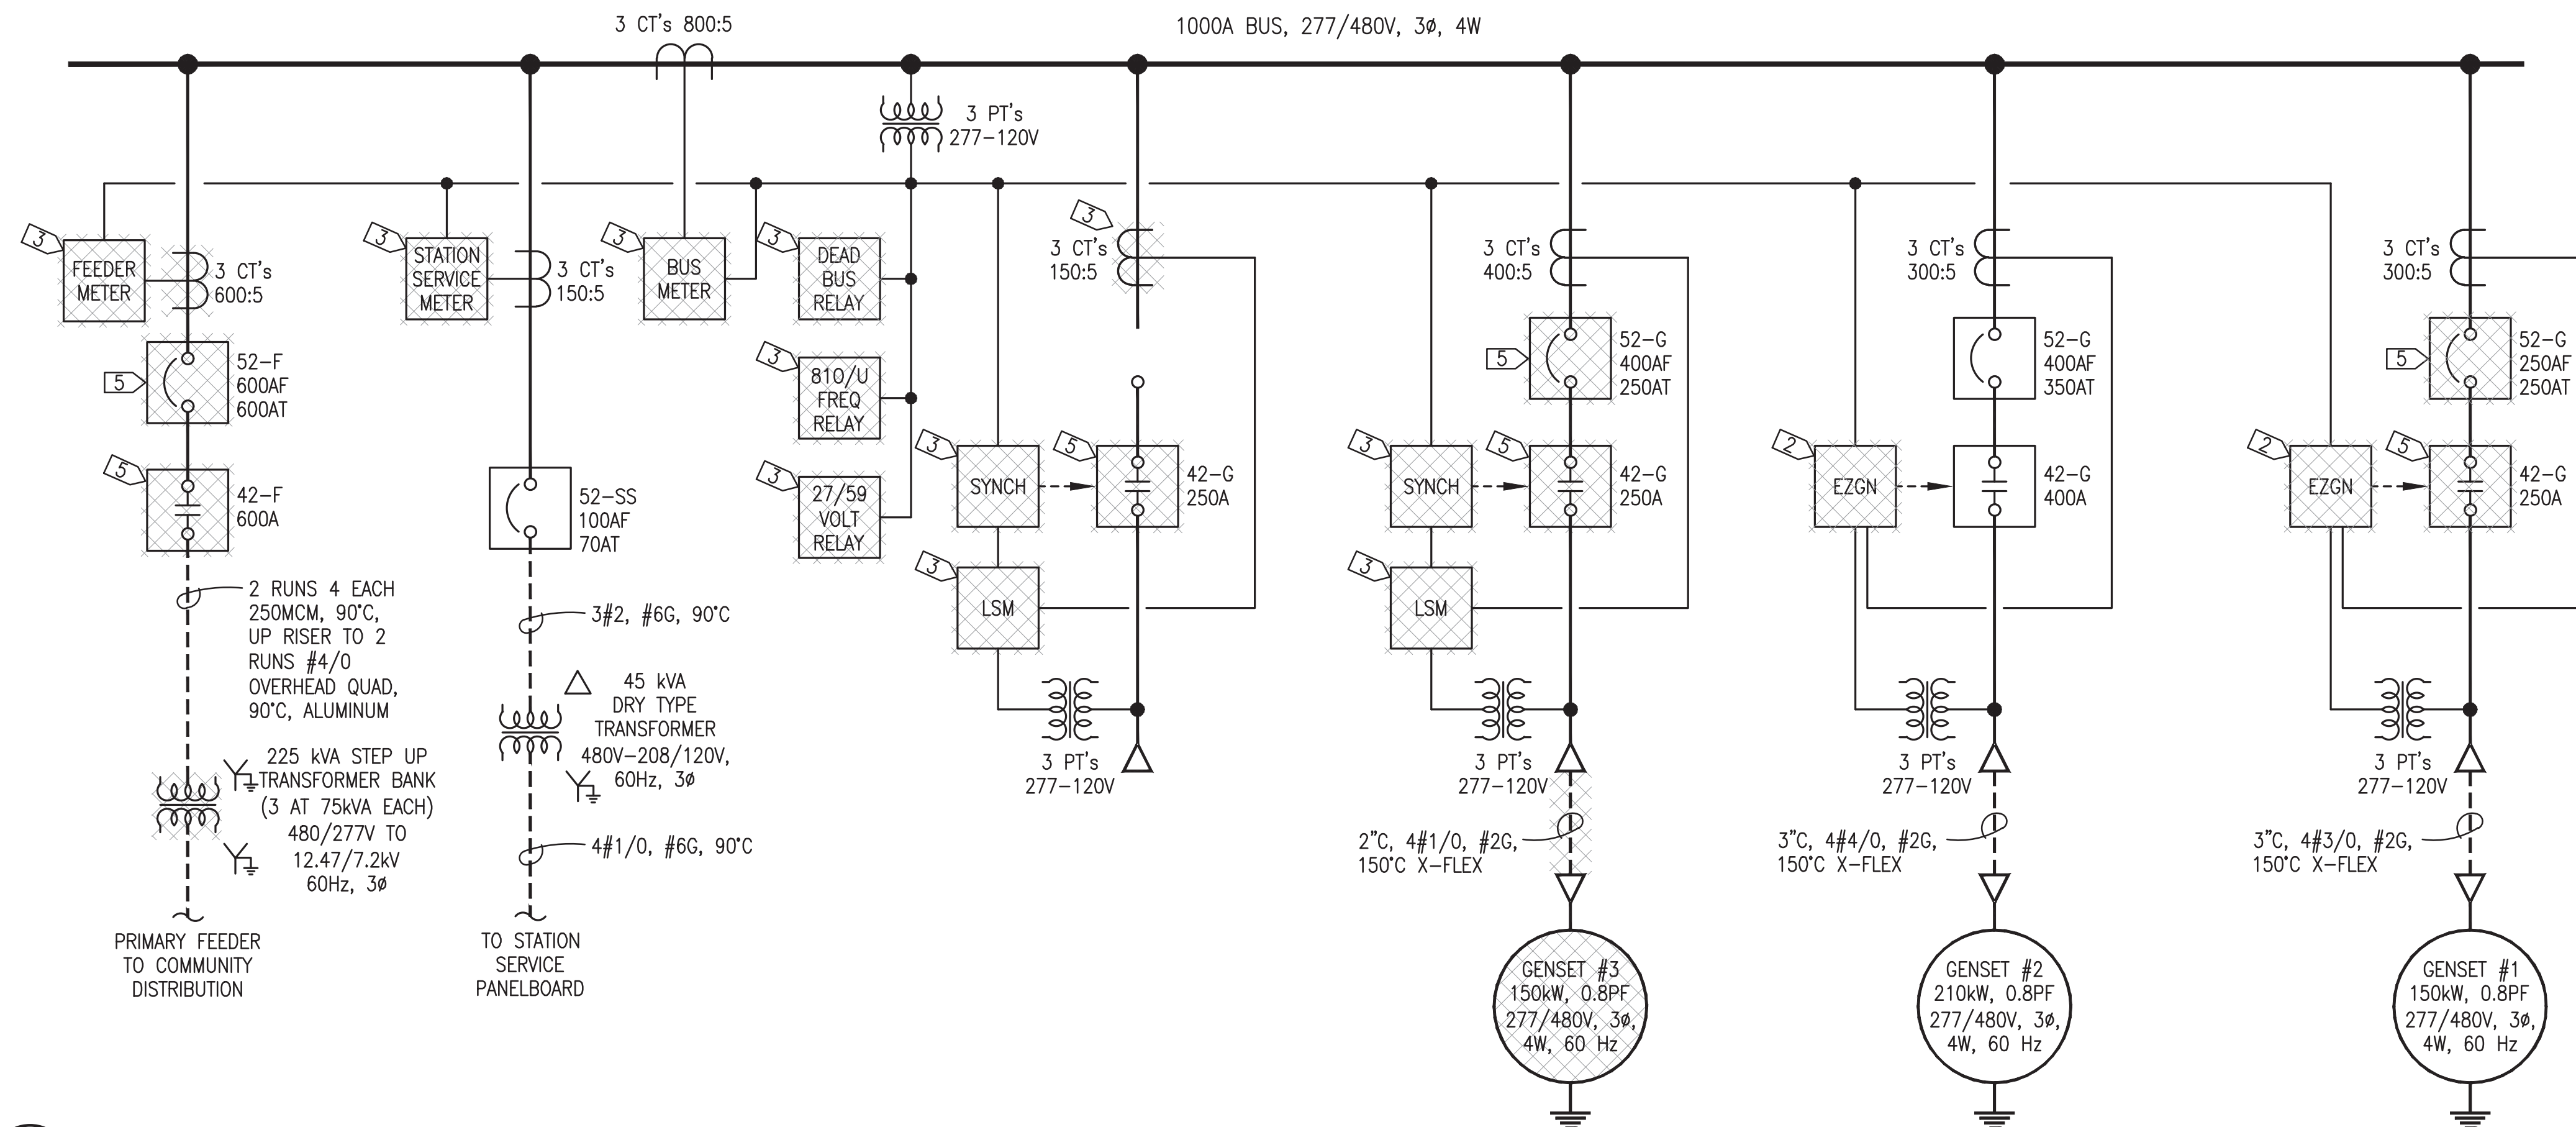 3 CT's 800:5
1000A BUS, 277/480V, 3ø, 4W
3 PT's
277-120V
3
FEEDER
METER
3 CT's
600:5
5
52-F
600AF
600AT
5
42-F
600A
2 RUNS 4 EACH
250MCM, 90°C,
UP RISER TO 2
RUNS #4/0
OVERHEAD QUAD,
90°C, ALUMINUM
225 kVA STEP UP
TRANSFORMER BANK
(3 AT 75kVA EACH)
480/277V TO
12.47/7.2kV
60Hz, 3ø
PRIMARY FEEDER
TO COMMUNITY
DISTRIBUTION
3
STATION
SERVICE
METER
3 CT's
150:5
52-SS
100AF
70AT
3#2, #6G, 90°C
45 kVA
DRY TYPE
TRANSFORMER
480V-208/120V,
60Hz, 3ø
4#1/0, #6G, 90°C
TO STATION
SERVICE
PANELBOARD
3
BUS
METER
3
DEAD
BUS
RELAY
3
810/U
FREQ
RELAY
3
27/59
VOLT
RELAY
3
3 CT's
150:5
3
SYNCH
5
42-G
250A
3
LSM
3 PT's
277-120V
3 CT's
400:5
5
52-G
400AF
250AT
3
SYNCH
5
42-G
250A
3
LSM
3 PT's
277-120V
2"C, 4#1/0, #2G,
150°C X-FLEX
GENSET #3
150kW, 0.8PF
277/480V, 3ø,
4W, 60 Hz
3 CT's
300:5
52-G
400AF
350AT
2
EZGN
42-G
400A
3 PT's
277-120V
3"C, 4#4/0, #2G,
150°C X-FLEX
GENSET #2
210kW, 0.8PF
277/480V, 3ø,
4W, 60 Hz
3 CT's
300:5
5
52-G
250AF
250AT
2
EZGN
5
42-G
250A
3 PT's
277-120V
3"C, 4#3/0, #2G,
150°C X-FLEX
GENSET #1
150kW, 0.8PF
277/480V, 3ø,
4W, 60 Hz